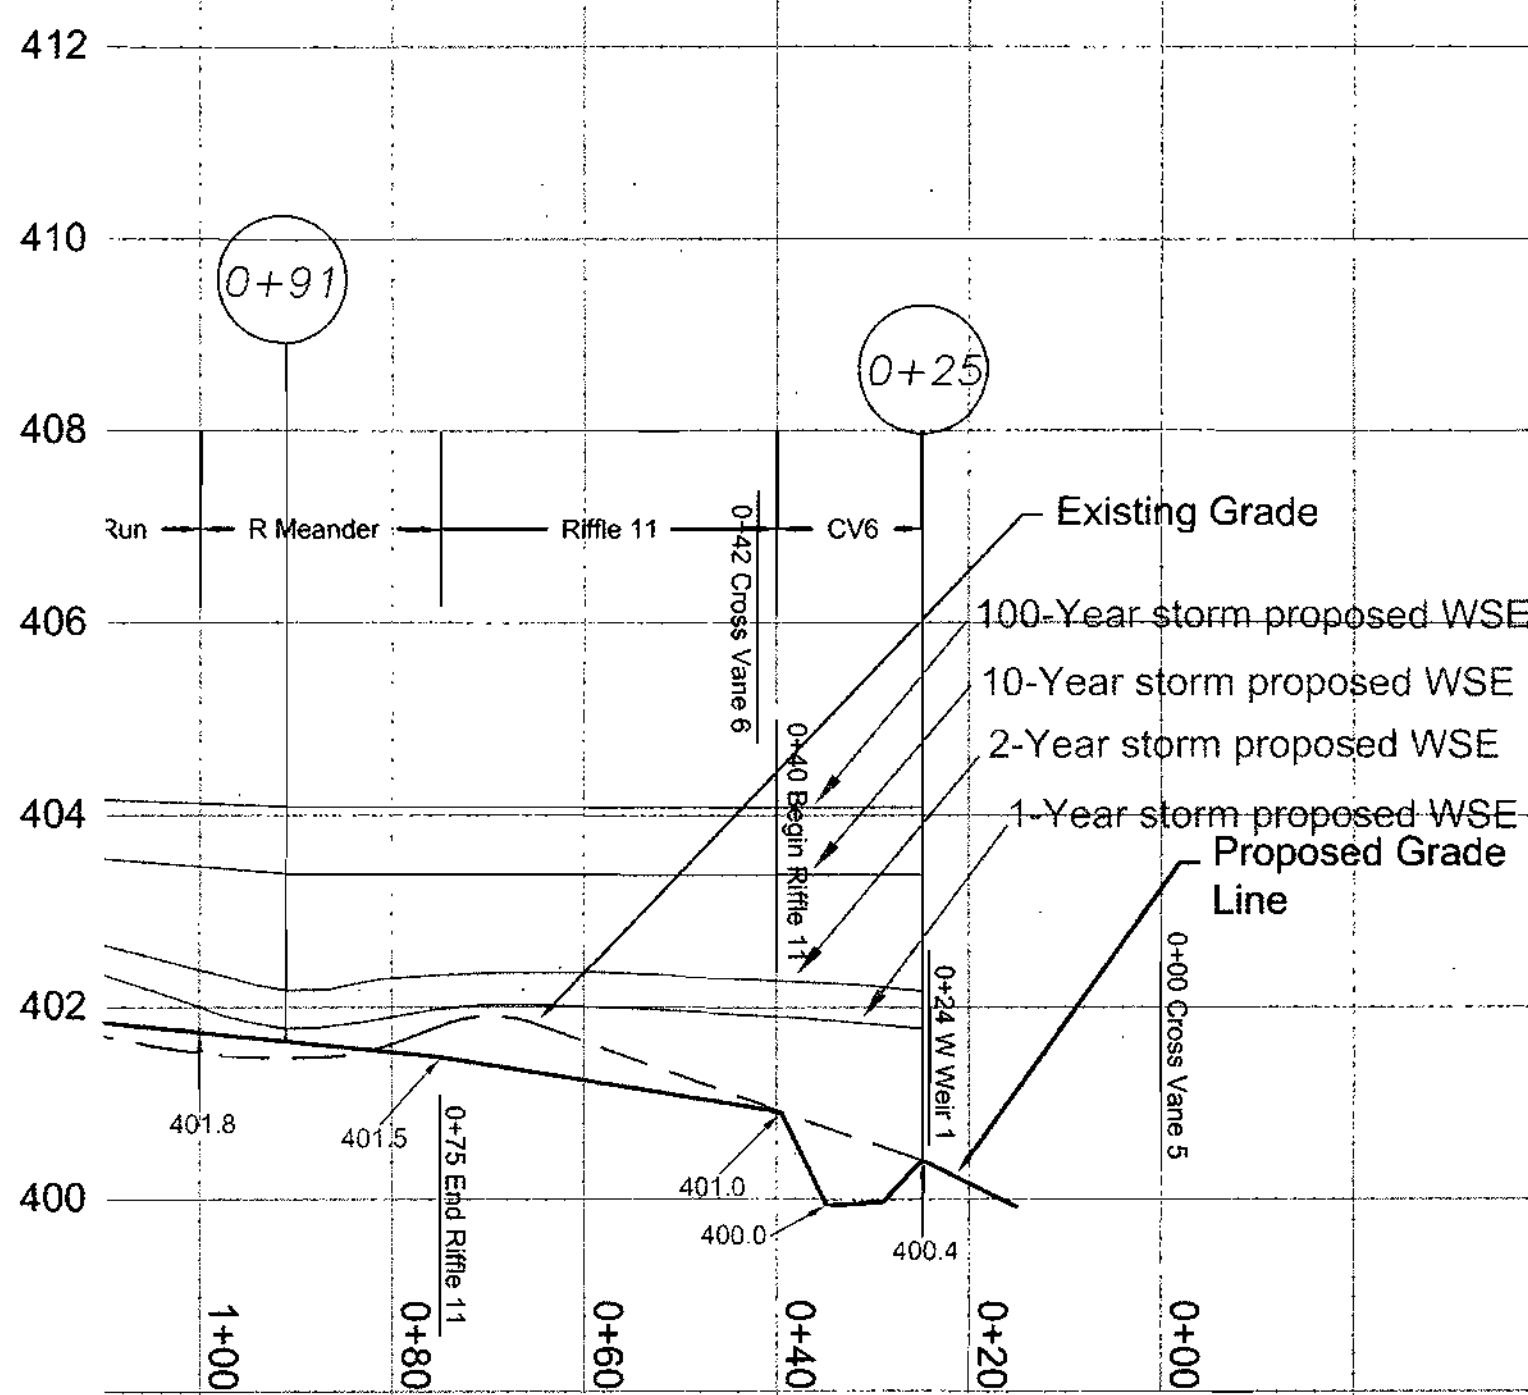 412
410
408
406
404
402
400
0+91
0+25
Run
R Meander
Riffle 11
CV6
0+42 Cross Vane 6
0+40 Begin Riffle 11
Existing Grade
100-Year storm proposed WSE
10-Year storm proposed WSE
2-Year storm proposed WSE
1-Year storm proposed WSE
Proposed Grade
Line
0+24 W Weir 1
0+00 Cross Vane 5
401.8
401.5
0+75 End Riffle 11
401.0
400.0
400.4
1+00
0+80
0+60
0+40
0+20
0+00